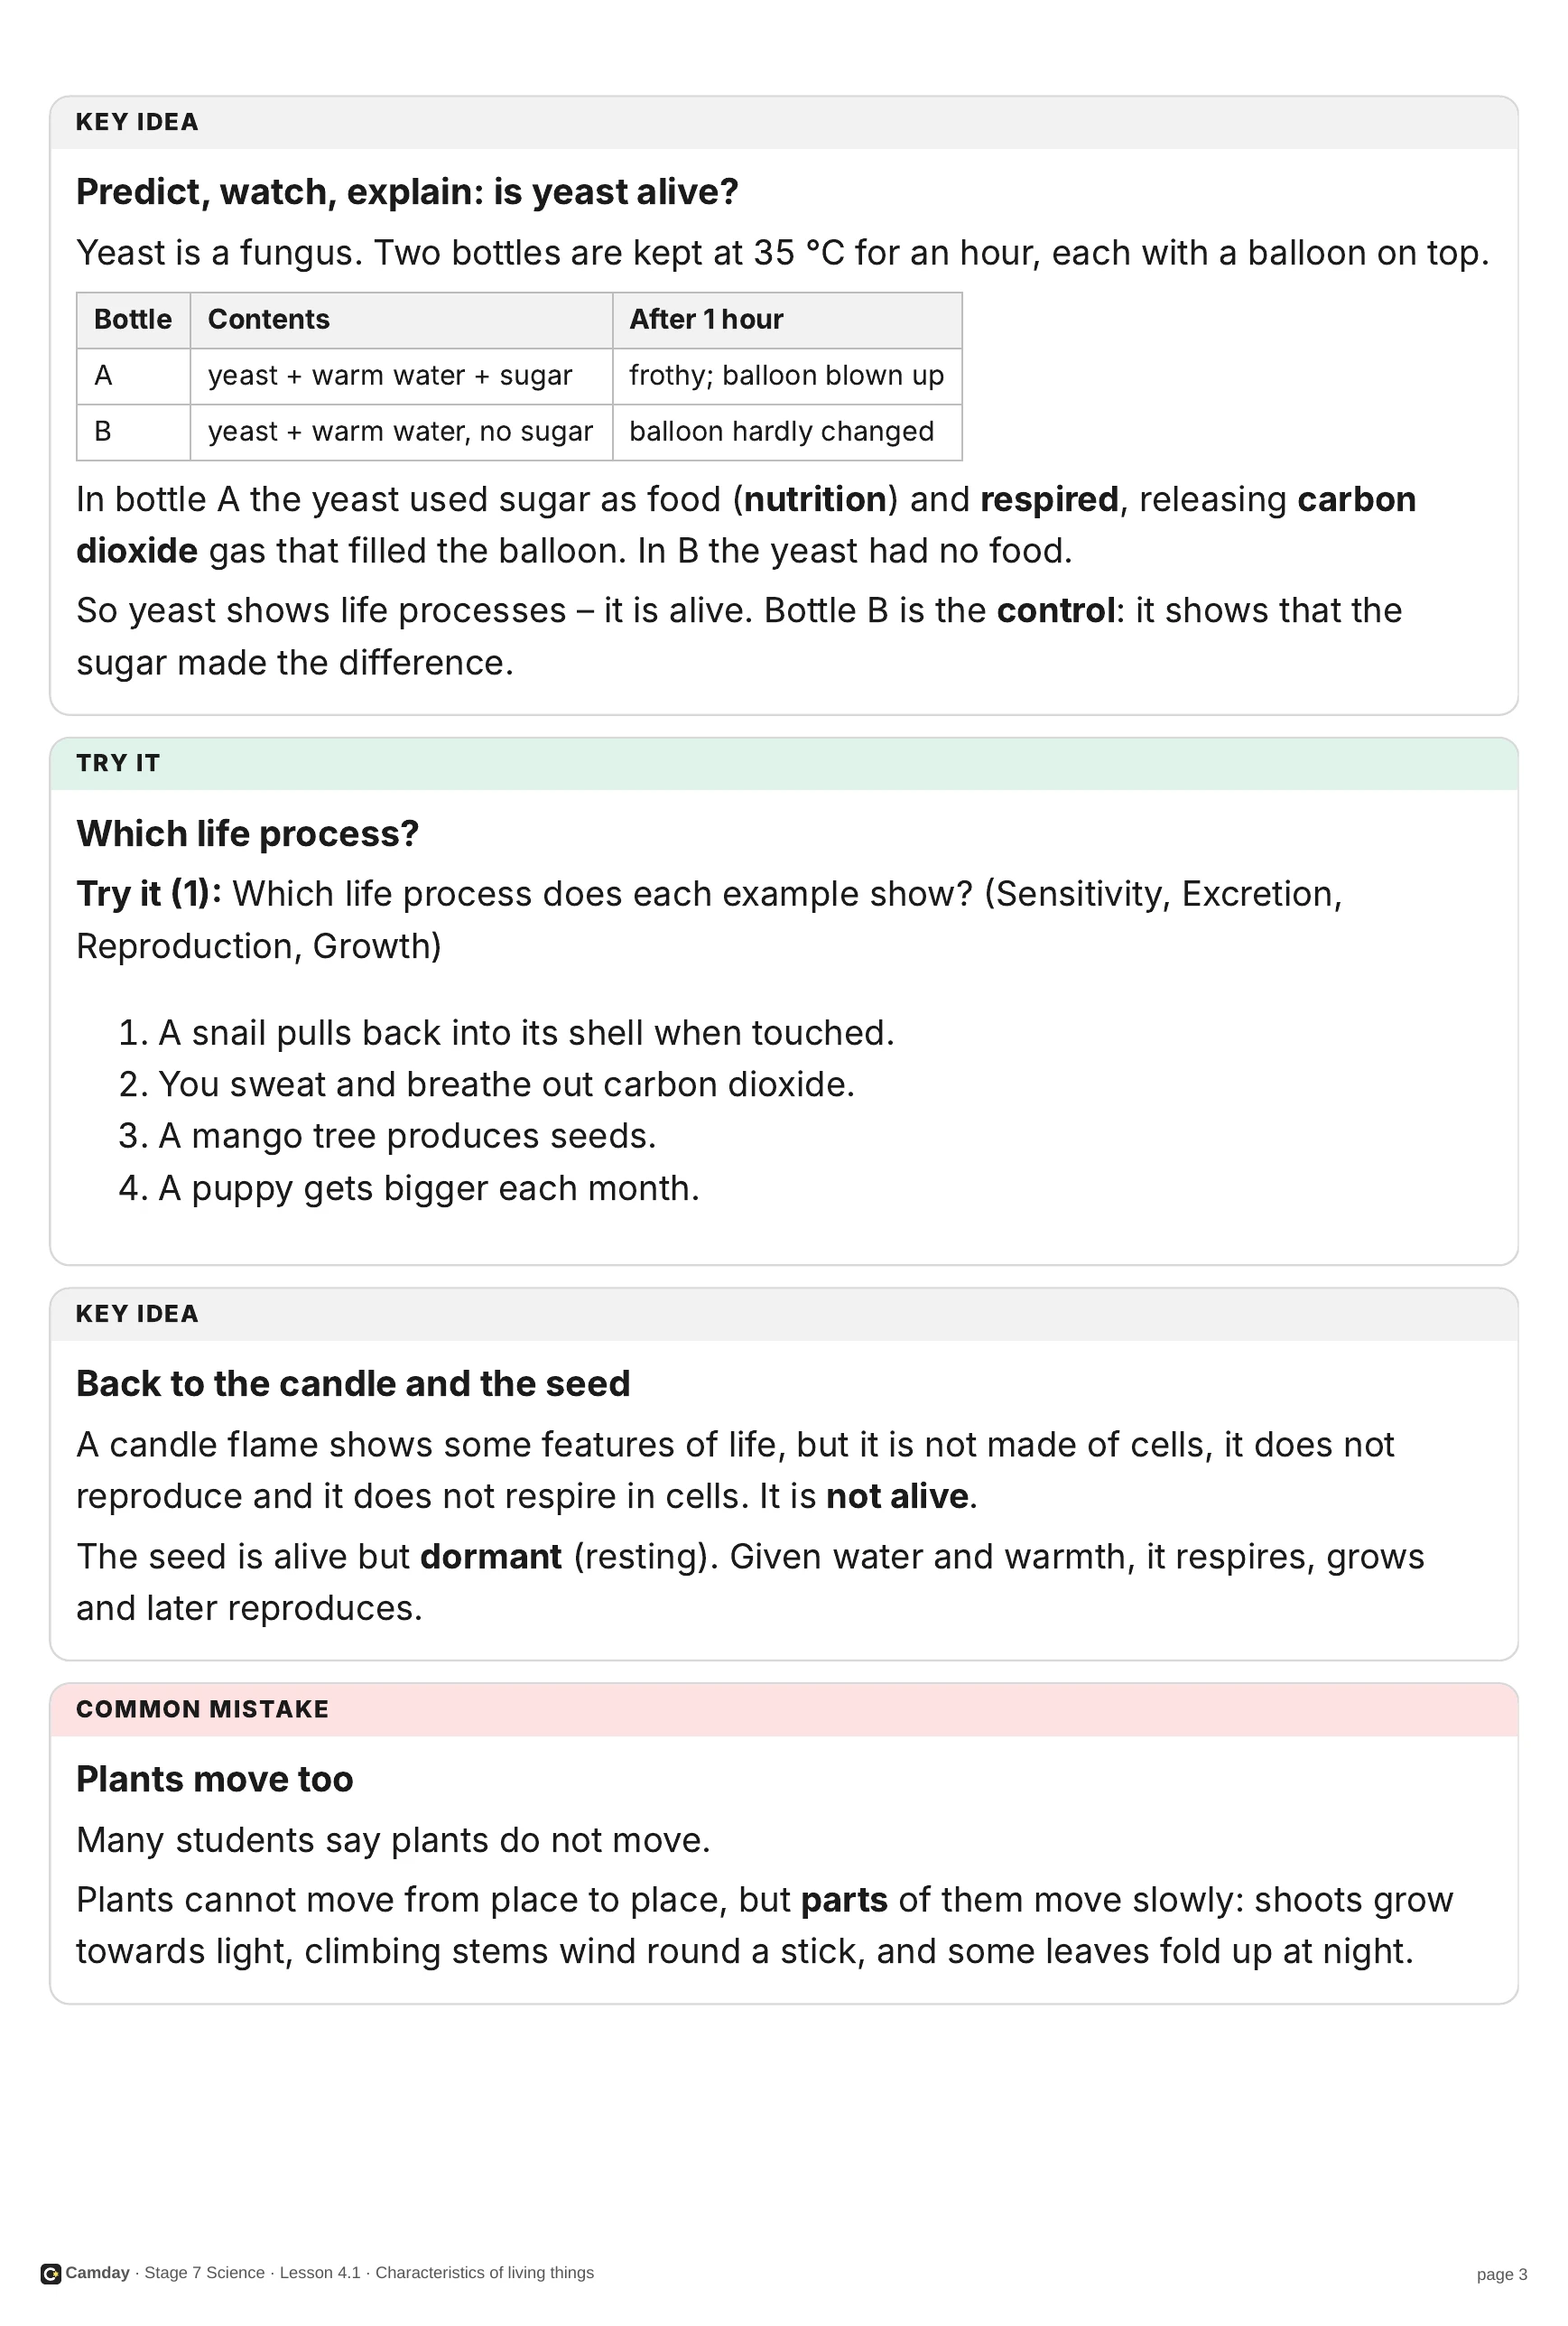 KEY IDEA
Predict, watch, explain: is yeast alive?
Yeast is a fungus. Two bottles are kept at 35 °C for an hour, each with a balloon on top.
Bottle Contents After 1 hour
A yeast + warm water + sugar frothy; balloon blown up
B yeast + warm water, no sugar balloon hardly changed
In bottle A the yeast used sugar as food (nutrition) and respired, releasing carbon
dioxide gas that filled the balloon. In B the yeast had no food.
So yeast shows life processes – it is alive. Bottle B is the control: it shows that the
sugar made the difference.
TRY IT
Which life process?
Try it (1): Which life process does each example show? (Sensitivity, Excretion,
Reproduction, Growth)
1. A snail pulls back into its shell when touched.
2. You sweat and breathe out carbon dioxide.
3. A mango tree produces seeds.
4. A puppy gets bigger each month.
KEY IDEA
Back to the candle and the seed
A candle flame shows some features of life, but it is not made of cells, it does not
reproduce and it does not respire in cells. It is not alive.
The seed is alive but dormant (resting). Given water and warmth, it respires, grows
and later reproduces.
COMMON MISTAKE
Plants move too
Many students say plants do not move.
Plants cannot move from place to place, but parts of them move slowly: shoots grow
towards light, climbing stems wind round a stick, and some leaves fold up at night.
Camday · Stage 7 Science · Lesson 4.1 · Characteristics of living things page 3